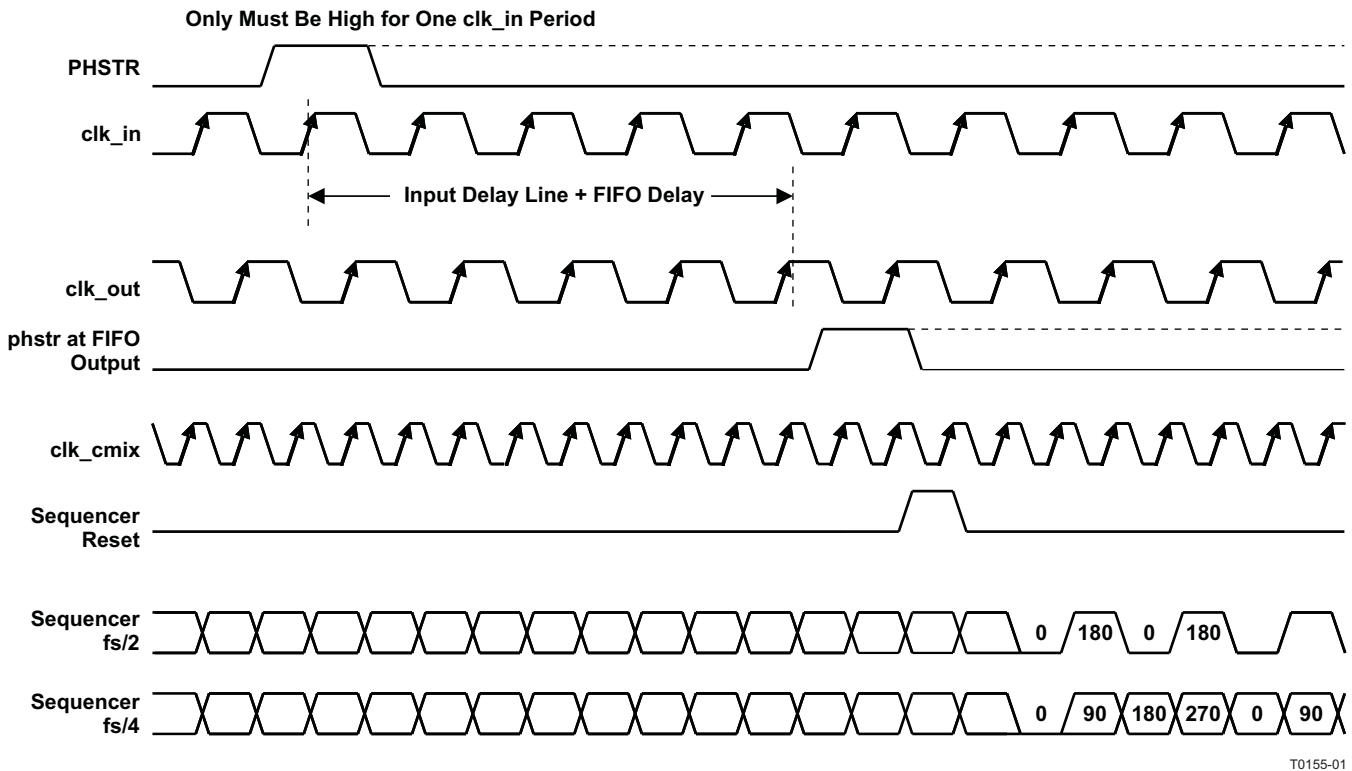 Only Must Be High for One clk_in Period
PHSTR
clk_in
Input Delay Line + FIFO Delay
clk_out
phstr at FIFO
Output
clk_cmix
Sequencer
Reset
Sequencer
fs/2
0 180 0 180
Sequencer
fs/4
0 90 180 270 0 90
T0155-01